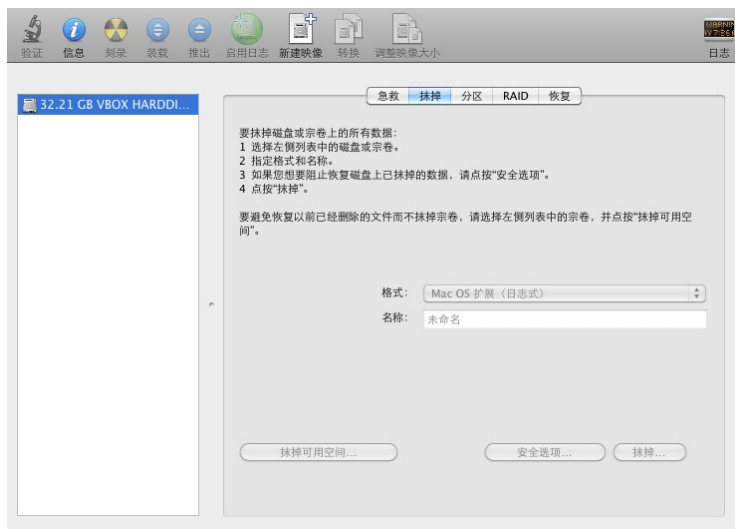 验证 信息 刻录 装载 推出 启用日志 新建映像 转换 调整映像大小 日志
32.21 GB VBOX HARDDI...
急救 抹掉 分区 RAID 恢复
要抹掉磁盘或宗卷上的所有数据:
1 选择左侧列表中的磁盘或宗卷。
2 指定格式和名称。
3 如果您想要阻止恢复磁盘上已抹掉的数据，请点按“安全选项”。
4 点按“抹掉”。
要避免恢复以前已经删除的文件而不抹掉宗卷，请选择左侧列表中的宗卷，并点按“抹掉可用空
间”。
格式: Mac OS 扩展（日志式）
名称: 未命名
抹掉可用空间... 安全选项... 抹掉...